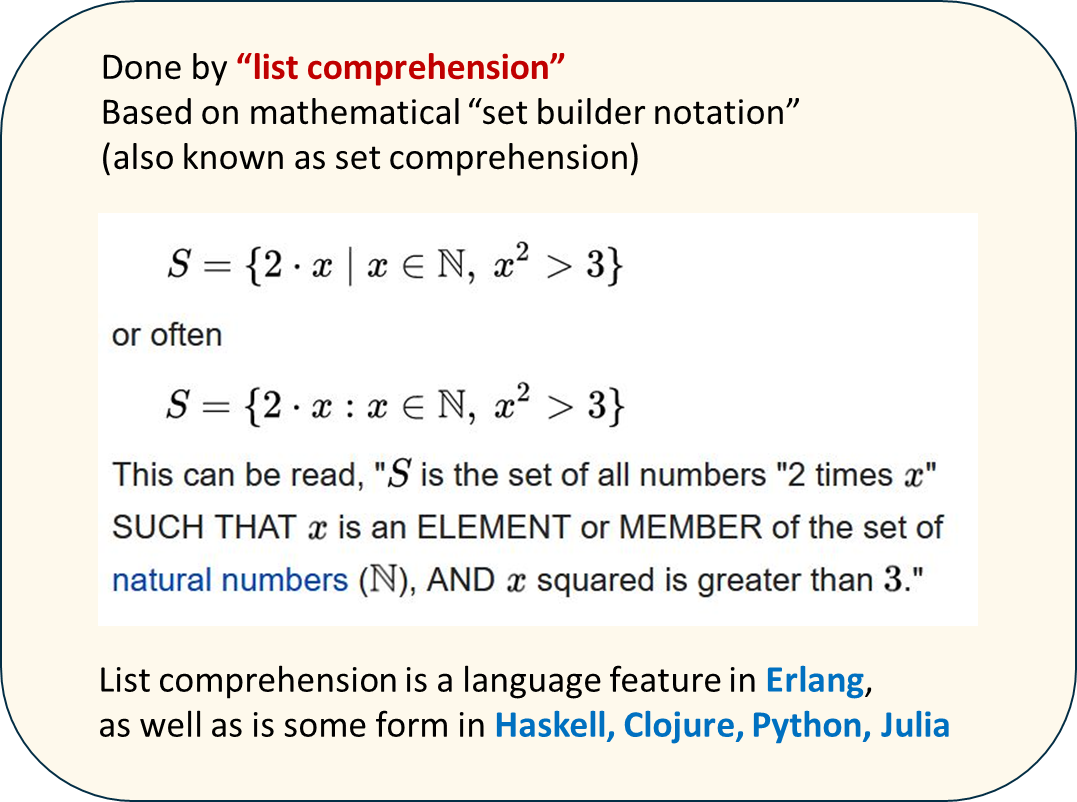 Done by “list comprehension”
Based on mathematical “set builder notation”
(also known as set comprehension)
S = {2 · x | x ∈ ℕ, x² > 3}
or often
S = {2 · x : x ∈ ℕ, x² > 3}
This can be read, "S is the set of all numbers "2 times x"
SUCH THAT x is an ELEMENT or MEMBER of the set of
natural numbers (ℕ), AND x squared is greater than 3."
List comprehension is a language feature in Erlang,
as well as is some form in Haskell, Clojure, Python, Julia